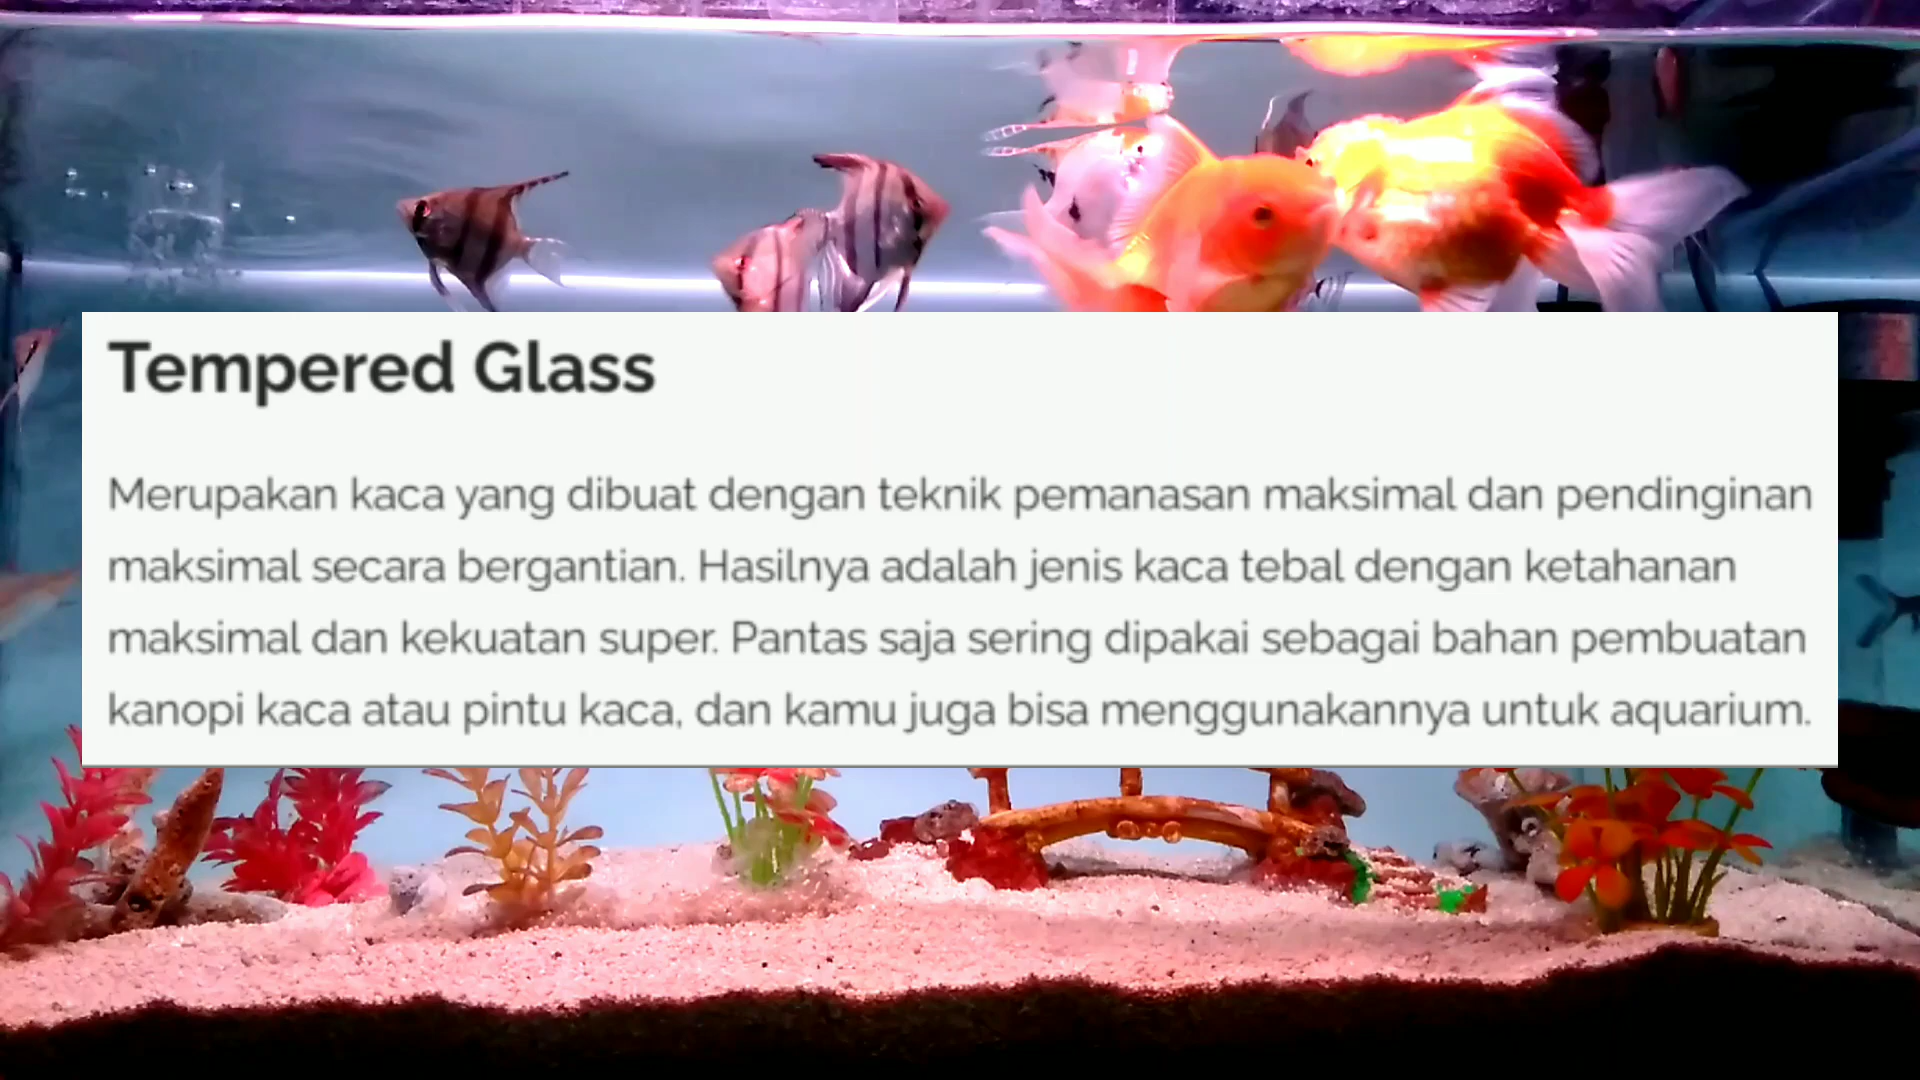 Tempered Glass
Merupakan kaca yang dibuat dengan teknik pemanasan maksimal dan pendinginan
maksimal secara bergantian. Hasilnya adalah jenis kaca tebal dengan ketahanan
maksimal dan kekuatan super. Pantas saja sering dipakai sebagai bahan pembuatan
kanopi kaca atau pintu kaca, dan kamu juga bisa menggunakannya untuk aquarium.